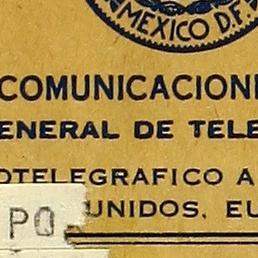 MEXICO D.F.
COMUNICACION
ENERAL DE TELE
OTELEGRAFICO A
UNIDOS, EU
PO